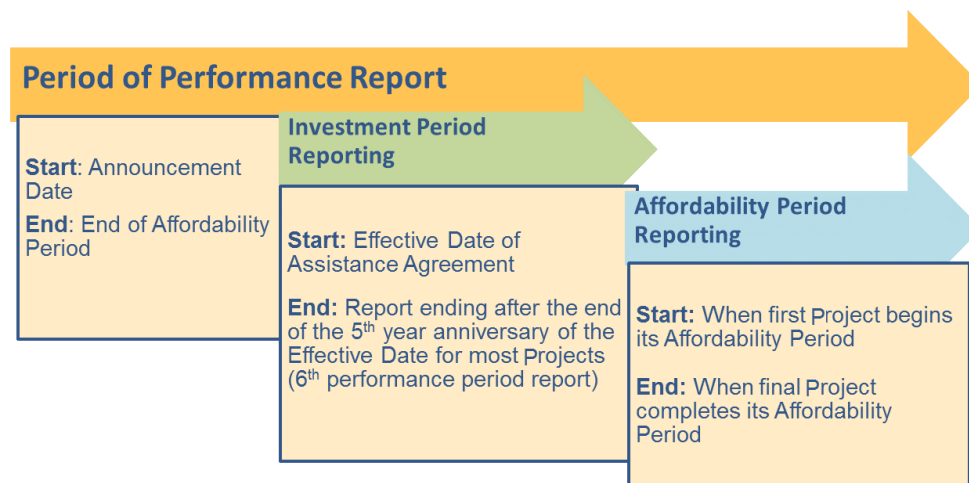 Period of Performance Report
Start: Announcement
Date
End: End of Affordability
Period
Investment Period
Reporting
Start: Effective Date of
Assistance Agreement
End: Report ending after the end
of the 5th year anniversary of the
Effective Date for most Projects
(6th performance period report)
Affordability Period
Reporting
Start: When first Project begins
its Affordability Period
End: When final Project
completes its Affordability
Period